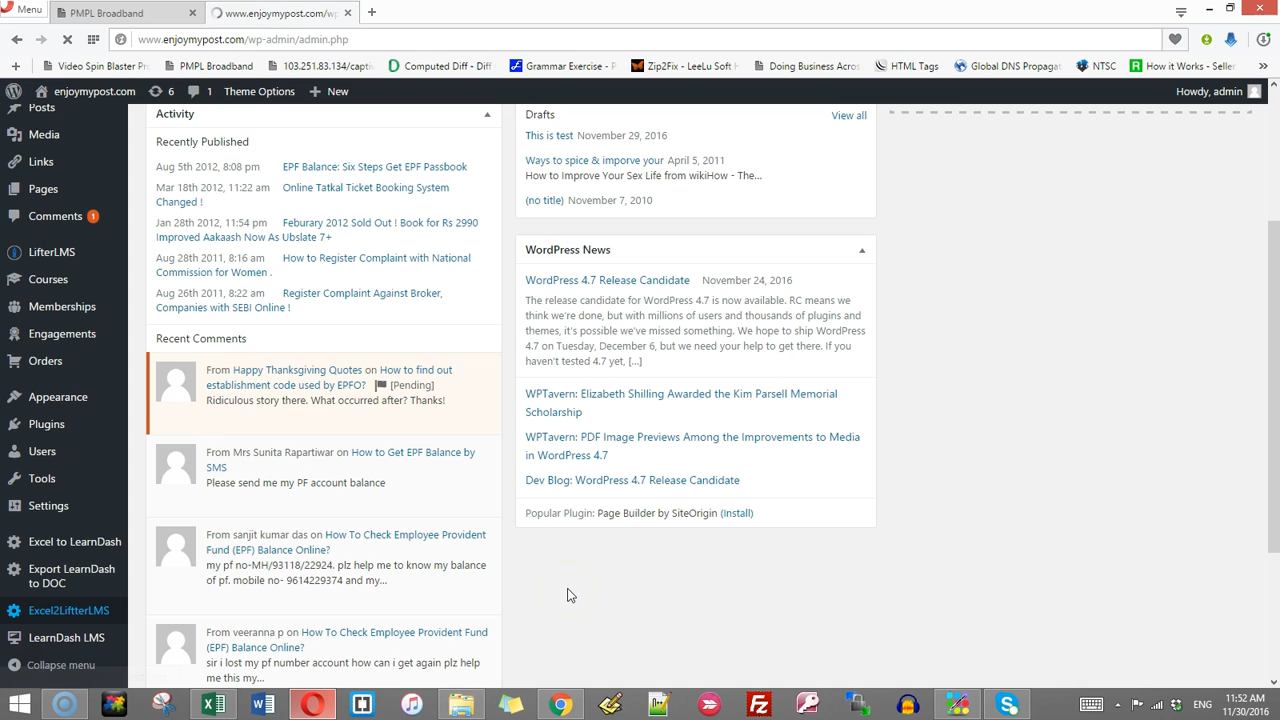 Menu
PMPL Broadband
www.enjoymypost.com/wp
www.enjoymypost.com/wp-admin/admin.php
Video Spin Blaster Pr
PMPL Broadband
103.251.83.134/capti
Computed Diff - Diff
Grammar Exercise - P
Zip2Fix - LeeLu Soft
Doing Business Acros
HTML Tags
Global DNS Propagat
NTSC
How it Works - Seller
enjoymypost.com
6
1
Theme Options
New
Howdy, admin
Posts
Media
Links
Pages
Comments 1
LifterLMS
Courses
Memberships
Engagements
Orders
Appearance
Plugins
Users
Tools
Settings
Excel to LearnDash
Export LearnDash
to DOC
Excel2LiftterLMS
LearnDash LMS
Collapse menu
Activity
Recently Published
Aug 5th 2012, 8:08 pm EPF Balance: Six Steps Get EPF Passbook
Mar 18th 2012, 11:22 am Online Tatkal Ticket Booking System
Changed !
Jan 28th 2012, 11:54 pm Feburary 2012 Sold Out ! Book for Rs 2990
Improved Aakaash Now As Ubslate 7+
Aug 28th 2011, 8:16 am How to Register Complaint with National
Commission for Women .
Aug 26th 2011, 8:22 am Register Complaint Against Broker,
Companies with SEBI Online !
Recent Comments
From Happy Thanksgiving Quotes on How to find out
establishment code used by EPFO? [Pending]
Ridiculous story there. What occurred after? Thanks!
From Mrs Sunita Rapartiwar on How to Get EPF Balance by
SMS
Please send me my PF account balance
From sanjit kumar das on How To Check Employee Provident
Fund (EPF) Balance Online?
my pf no-MH/93118/22924. plz help me to know my balance
of pf. mobile no- 9614229374 and my...
From veeranna p on How To Check Employee Provident Fund
(EPF) Balance Online?
sir i lost my pf number account how can i get again plz help
me this my...
Drafts
View all
This is test November 29, 2016
Ways to spice & imporve your April 5, 2011
How to Improve Your Sex Life from wikiHow - The...
(no title) November 7, 2010
WordPress News
WordPress 4.7 Release Candidate November 24, 2016
The release candidate for WordPress 4.7 is now available. RC means we
think we're done, but with millions of users and thousands of plugins and
themes, it's possible we've missed something. We hope to ship WordPress
4.7 on Tuesday, December 6, but we need your help to get there. If you
haven't tested 4.7 yet, [...]
WPTavern: Elizabeth Shilling Awarded the Kim Parsell Memorial
Scholarship
WPTavern: PDF Image Previews Among the Improvements to Media
in WordPress 4.7
Dev Blog: WordPress 4.7 Release Candidate
Popular Plugin: Page Builder by SiteOrigin (Install)
ENG
11:52 AM
11/30/2016